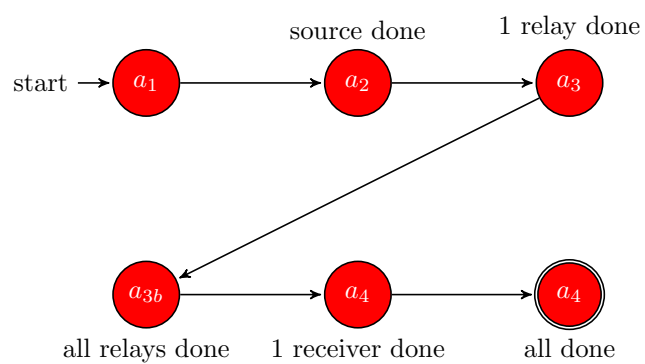 source done
1 relay done
start
a1
a2
a3
a3b
a4
a4
all relays done
1 receiver done
all done